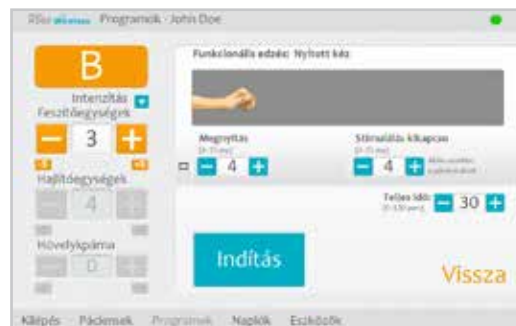 Programok John Doe
B
Intenzitás
Feszítőegységek
3
Hajlítóegységek
4
Hüvelykpárna
0
Funkcionális edzés: Nyitott kéz
Megnyitás
4
Stimulálás kikapcsolása
4
Teljes idő:
30
Indítás
Vissza
Kilépés Páciensek Programok Naplók Eszközök